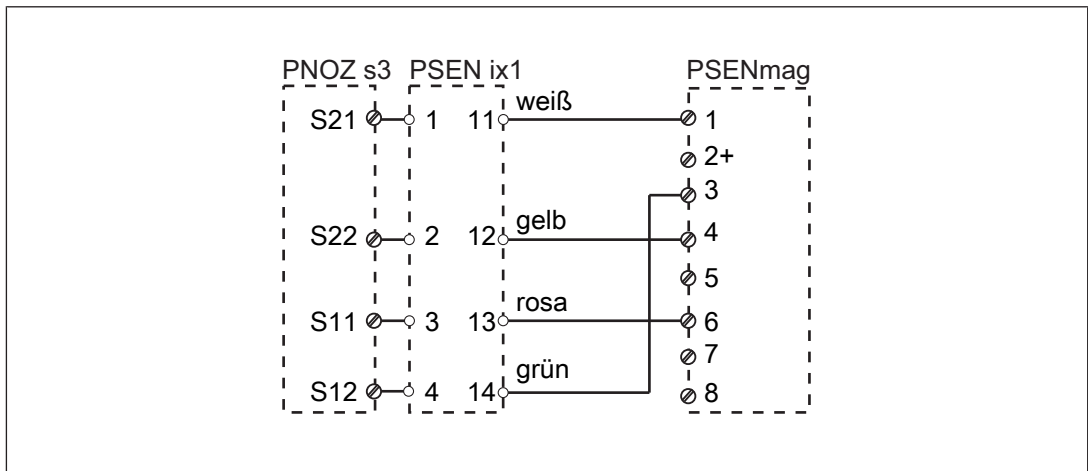 PNOZ s3 PSEN ix1 PSENmag
S21 1 11 weiß 1
2+
3
S22 2 12 gelb 4
5
S11 3 13 rosa 6
7
S12 4 14 grün 8